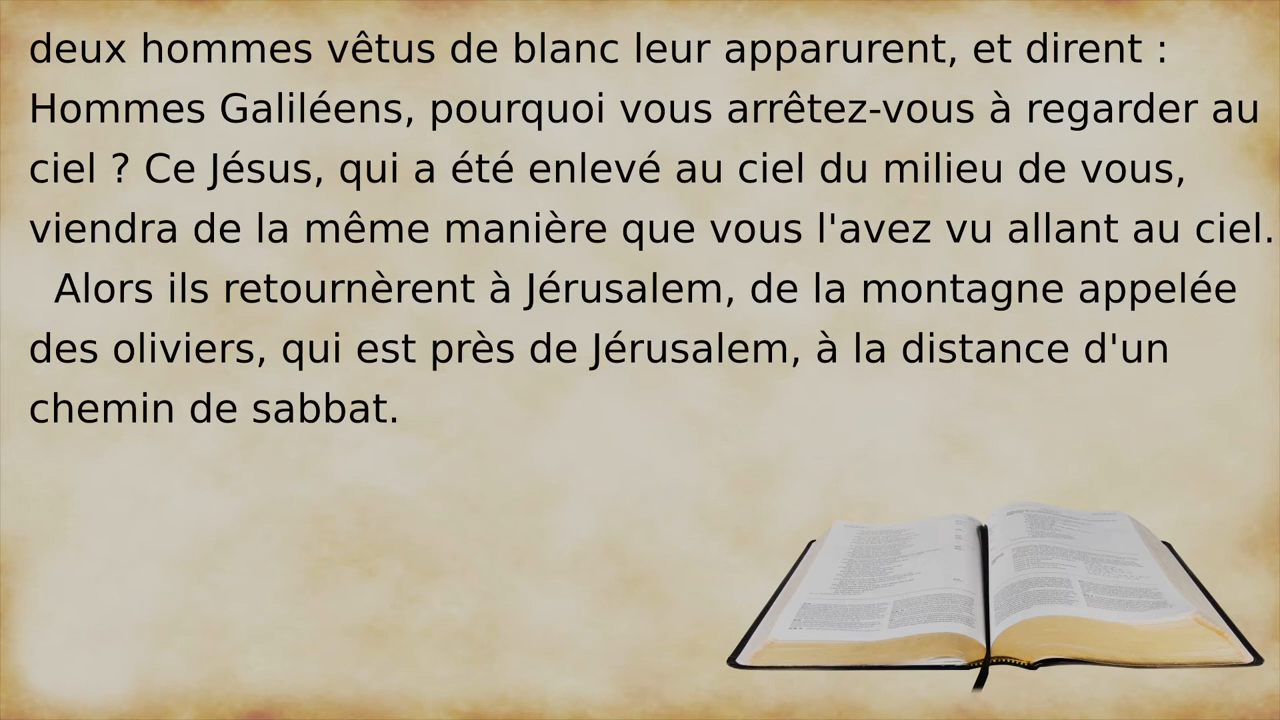 deux hommes vêtus de blanc leur apparurent, et dirent :
Hommes Galiléens, pourquoi vous arrêtez-vous à regarder au
ciel ? Ce Jésus, qui a été enlevé au ciel du milieu de vous,
viendra de la même manière que vous l'avez vu allant au ciel.
Alors ils retournèrent à Jérusalem, de la montagne appelée
des oliviers, qui est près de Jérusalem, à la distance d'un
chemin de sabbat.